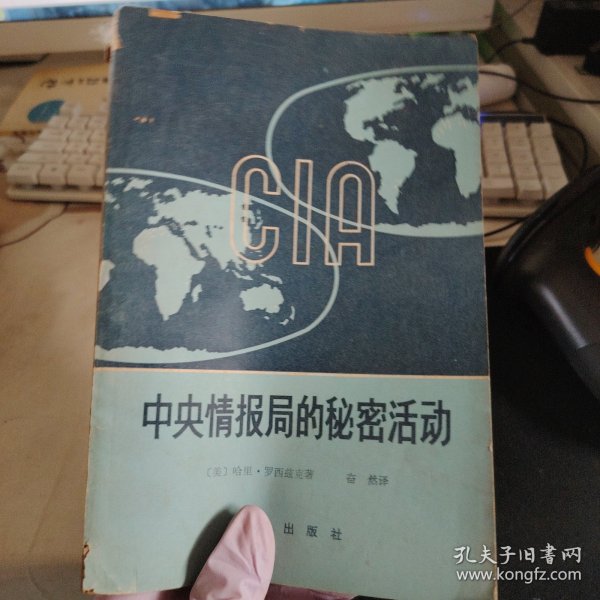 CIA
中央情报局的秘密活动
〔美〕哈里·罗西兹克著 奋然译
出版社
孔夫子旧书网
www.kongfz.com